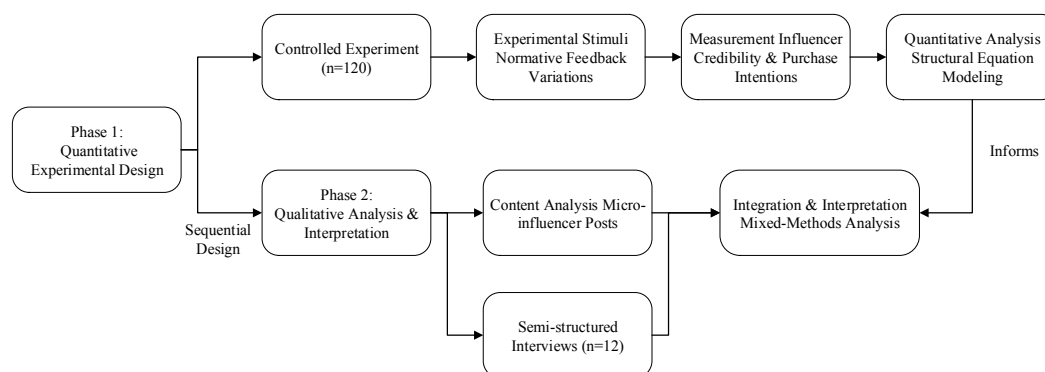 Controlled Experiment
(n=120)
Experimental Stimuli
Normative Feedback
Variations
Measurement Influencer
Credibility & Purchase
Intentions
Quantitative Analysis
Structural Equation
Modeling
Phase 1:
Quantitative
Experimental Design
Informs
Sequential
Design
Phase 2:
Qualitative Analysis &
Interpretation
Content Analysis Micro-
influencer Posts
Integration & Interpretation
Mixed-Methods Analysis
Semi-structured
Interviews (n=12)